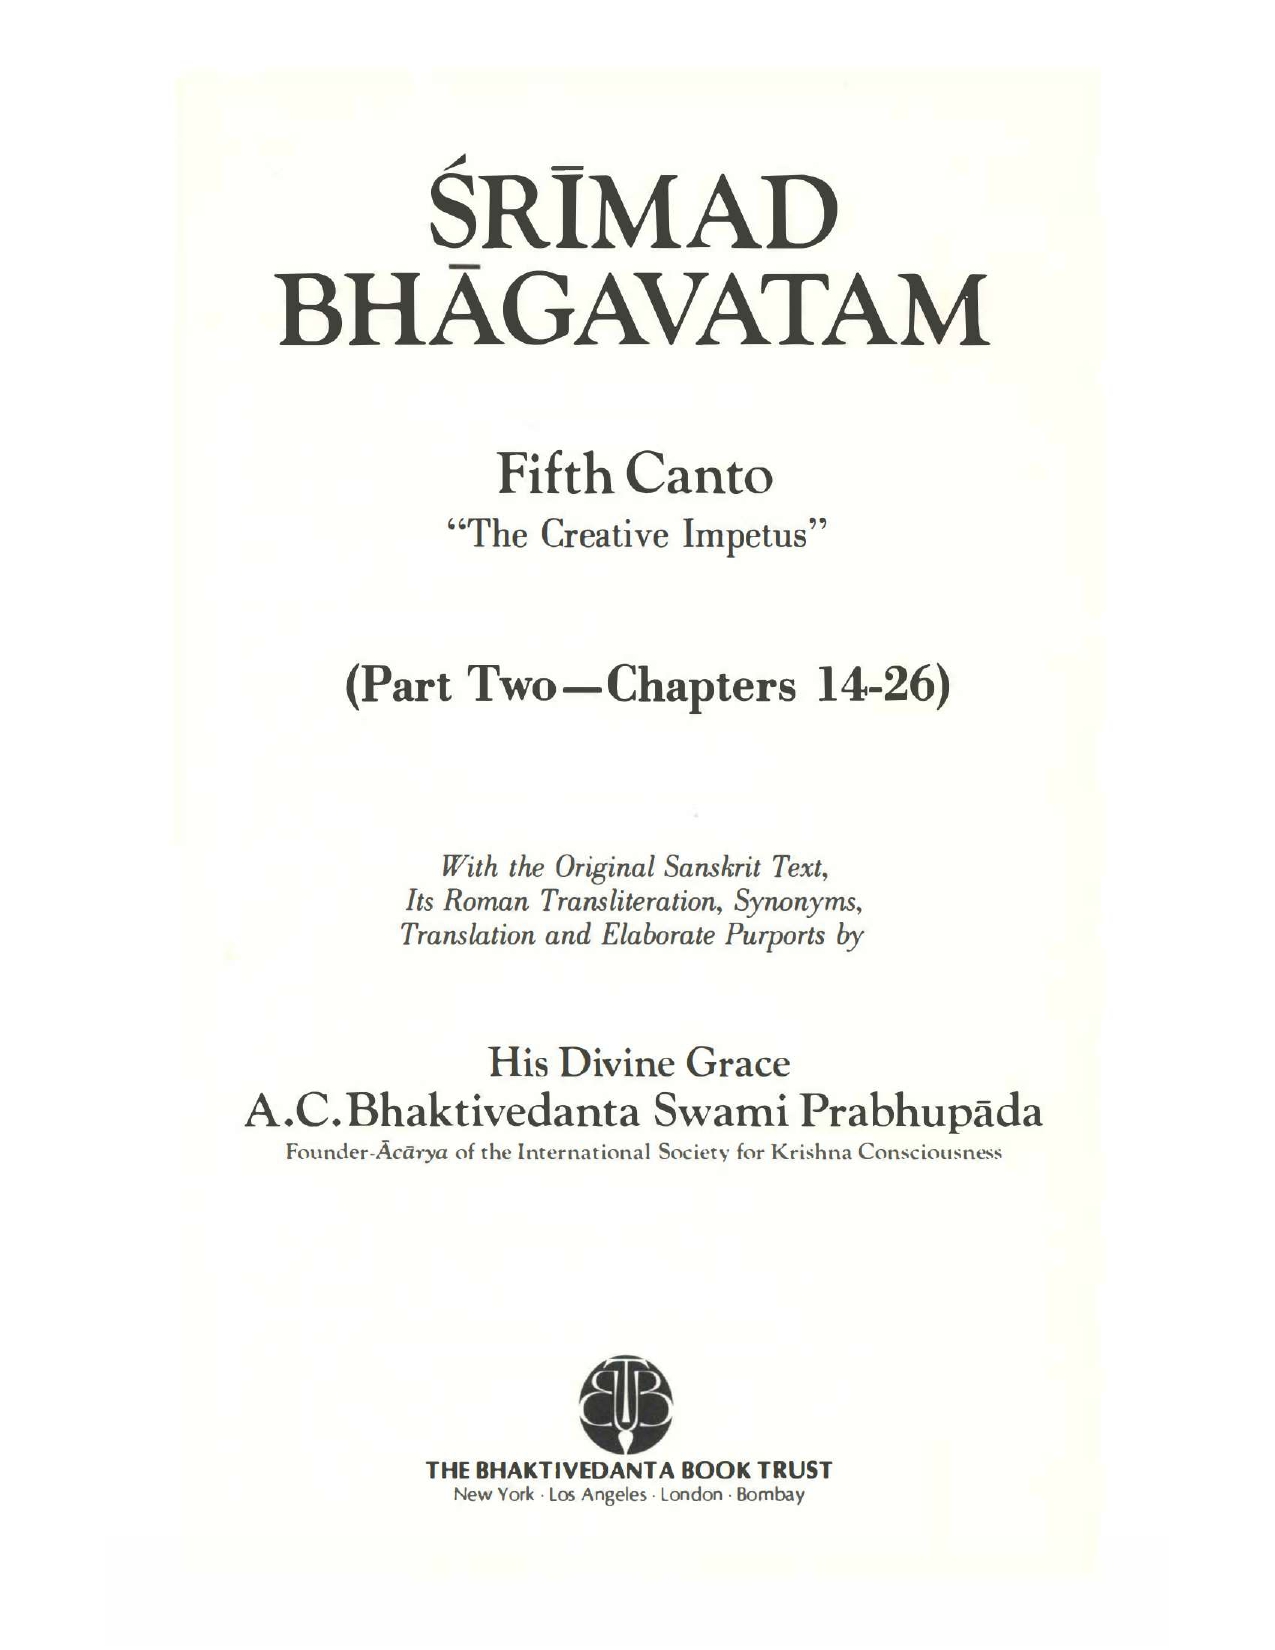 ŚRĪMAD
BHĀGAVATAM
Fifth Canto
“The Creative Impetus”
(Part Two—Chapters 14-26)
With the Original Sanskrit Text,
Its Roman Transliteration, Synonyms,
Translation and Elaborate Purports by
His Divine Grace
A.C.Bhaktivedanta Swami Prabhupāda
Founder-Ācārya of the International Society for Krishna Consciousness
BTB
THE BHAKTIVEDANTA BOOK TRUST
New York · Los Angeles · London · Bombay